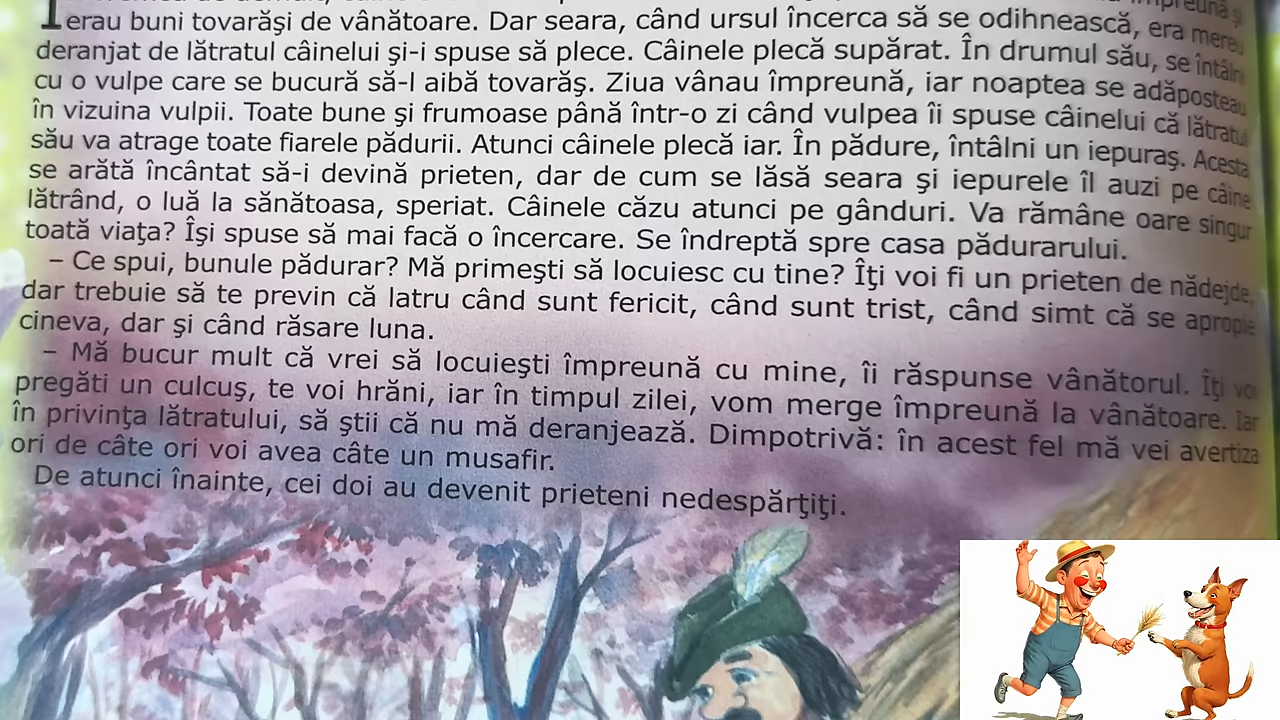 erau buni tovarăşi de vânătoare. Dar seara, când ursul încerca să se odihnească, era mereu
deranjat de lătratul câinelui şi-i spuse să plece. Câinele plecă supărat. În drumul său, se întâlni
cu o vulpe care se bucură să-l aibă tovarăş. Ziua vânau împreună, iar noaptea se adăposteau
în vizuina vulpii. Toate bune şi frumoase până într-o zi când vulpea îi spuse câinelui că lătratul
său va atrage toate fiarele pădurii. Atunci câinele plecă iar. În pădure, întâlni un iepuraş. Acesta
se arătă încântat să-i devină prieten, dar de cum se lăsă seara şi iepurele îl auzi pe câine
lătrând, o luă la sănătoasa, speriat. Câinele căzu atunci pe gânduri. Va rămâne oare singur
toată viaţa? Îşi spuse să mai facă o încercare. Se îndreptă spre casa pădurarului.
– Ce spui, bunule pădurar? Mă primeşti să locuiesc cu tine? Îţi voi fi un prieten de nădejde,
dar trebuie să te previn că latru când sunt fericit, când sunt trist, când simt că se apropie
cineva, dar şi când răsare luna.
– Mă bucur mult că vrei să locuieşti împreună cu mine, îi răspunse vânătorul. Îţi voi
pregăti un culcuş, te voi hrăni, iar în timpul zilei, vom merge împreună la vânătoare. Iar
în privinţa lătratului, să ştii că nu mă deranjează. Dimpotrivă: în acest fel mă vei avertiza
ori de câte ori voi avea câte un musafir.
De atunci înainte, cei doi au devenit prieteni nedespărţiţi.